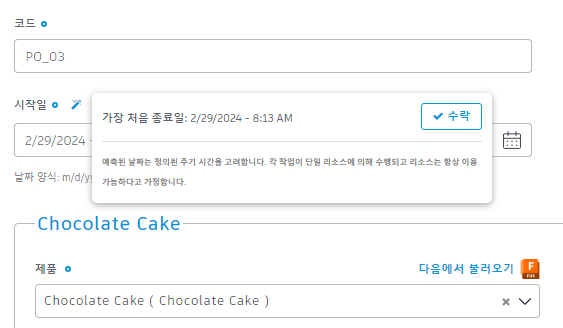 코드
PO_03
시작일
가장 처음 종료일: 2/29/2024 - 8:13 AM
수락
2/29/2024 -
예측된 날짜는 정의된 주기 시간을 고려합니다. 각 작업이 단일 리소스에 의해 수행되고 리소스는 항상 이용
가능하다고 가정합니다.
날짜 양식: m/d/yy
Chocolate Cake
제품
다음에서 불러오기
Chocolate Cake ( Chocolate Cake )